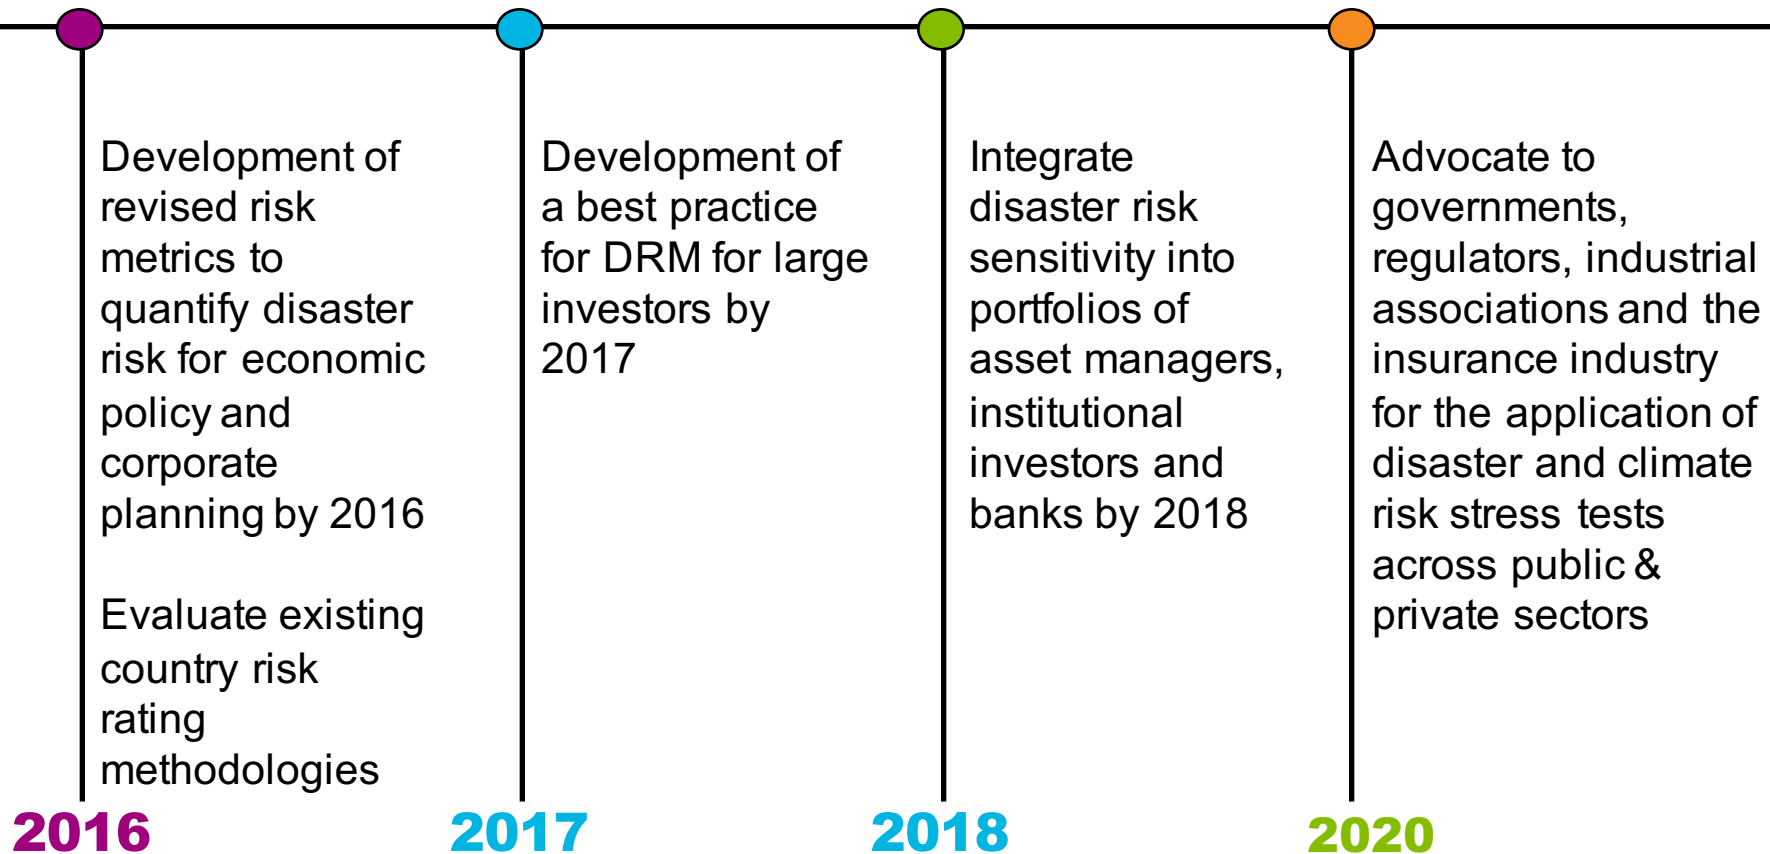 Development of
revised risk
metrics to
quantify disaster
risk for economic
policy and
corporate
planning by 2016
Evaluate existing
country risk
rating
methodologies
2016
Development of
a best practice
for DRM for large
investors by
2017
2017
Integrate
disaster risk
sensitivity into
portfolios of
asset managers,
institutional
investors and
banks by 2018
2018
Advocate to
governments,
regulators, industrial
associations and the
insurance industry
for the application of
disaster and climate
risk stress tests
across public &
private sectors
2020